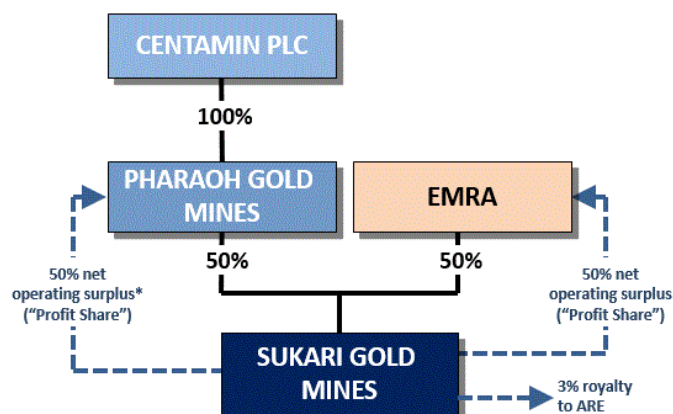 CENTAMIN PLC
100%
PHARAOH GOLD
MINES
EMRA
50%
50%
50% net
operating surplus*
("Profit Share")
50% net
operating surplus
("Profit Share")
SUKARI GOLD
MINES
3% royalty
to ARE